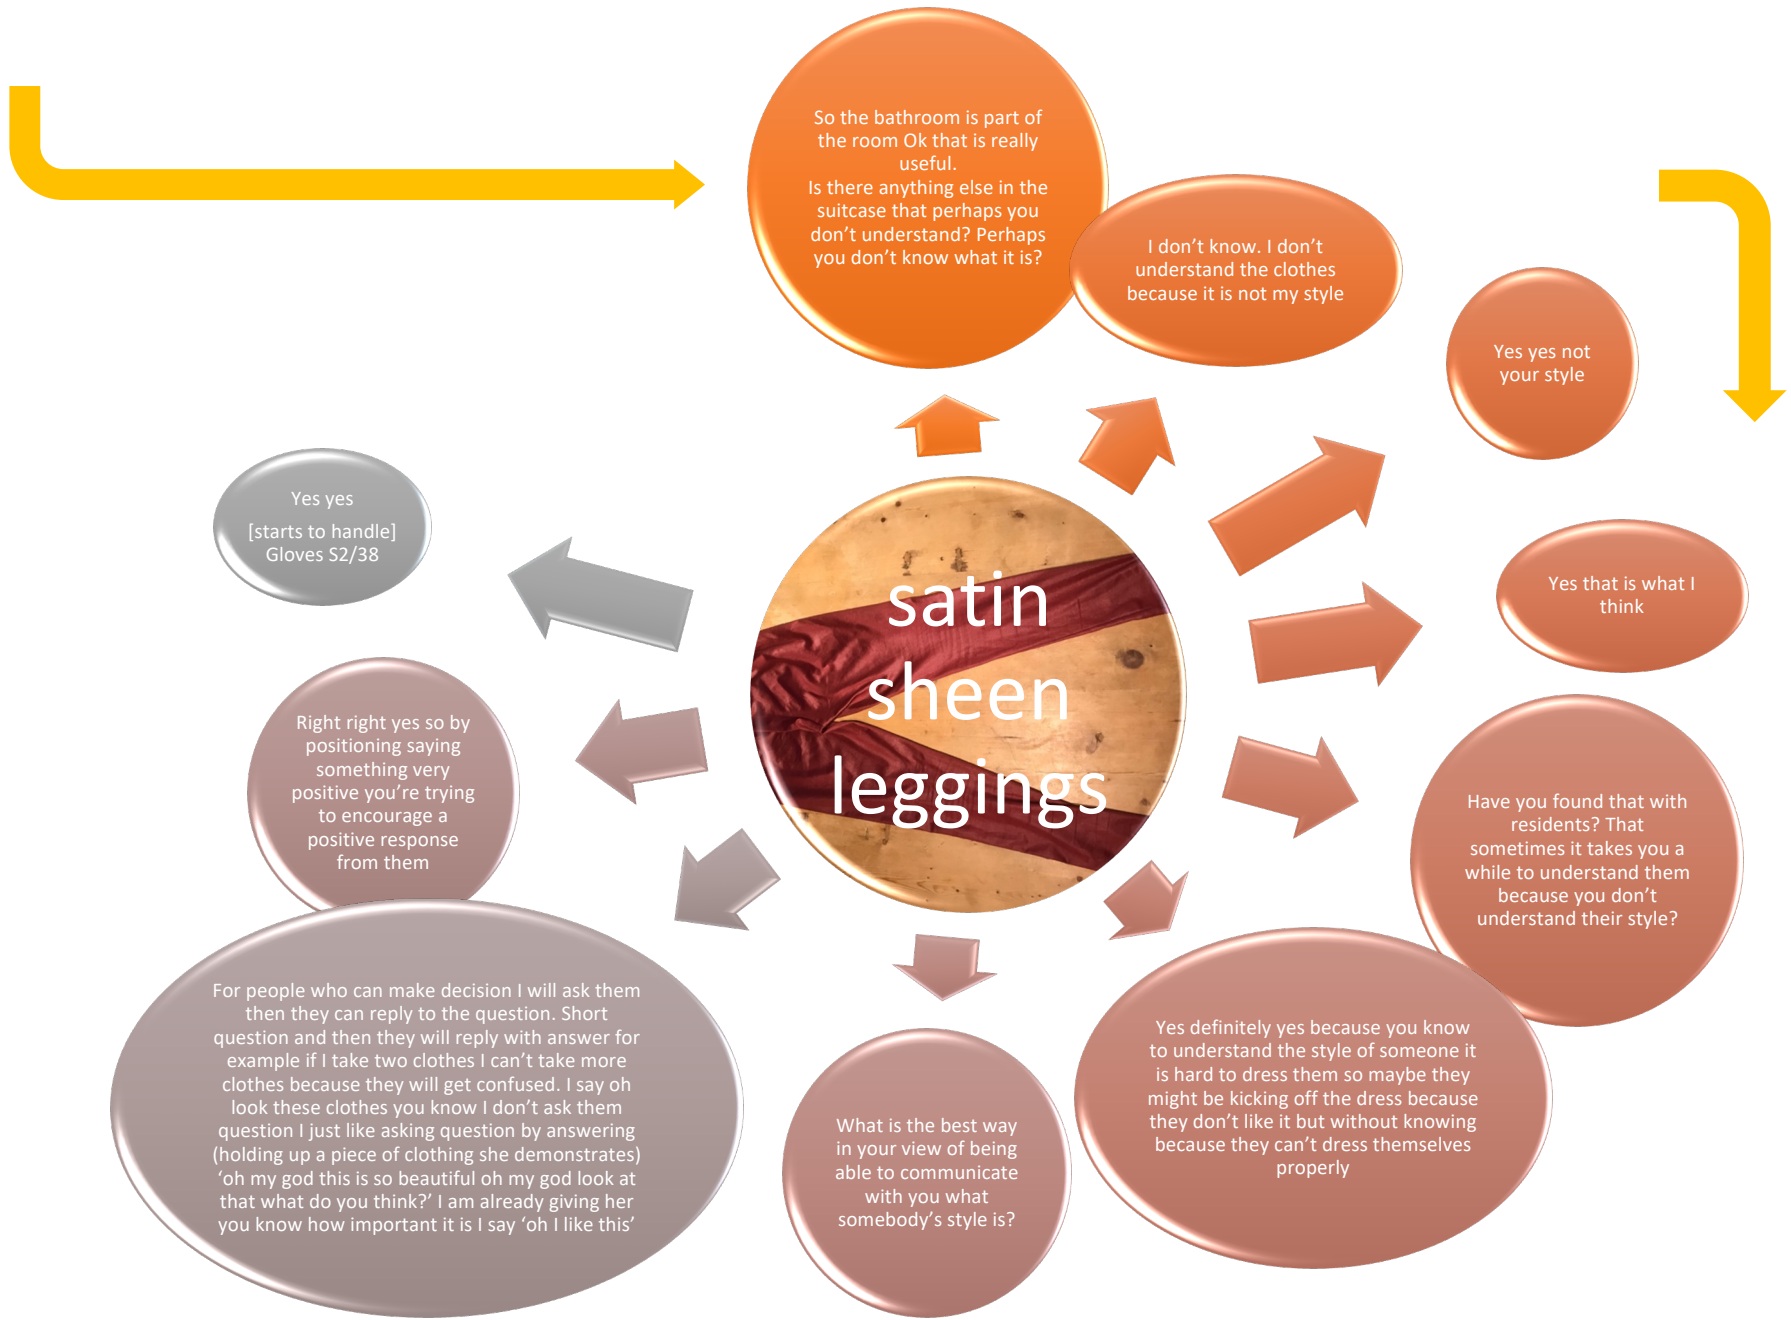 So the bathroom is part of
the room Ok that is really
useful.
Is there anything else in the
suitcase that perhaps you
don’t understand? Perhaps
you don’t know what it is?
I don’t know. I don’t
understand the clothes
because it is not my style
Yes yes not
your style
Yes that is what I
think
Have you found that with
residents? That
sometimes it takes you a
while to understand them
because you don’t
understand their style?
Yes definitely yes because you know
to understand the style of someone it
is hard to dress them so maybe they
might be kicking off the dress because
they don’t like it but without knowing
because they can’t dress themselves
properly
What is the best way
in your view of being
able to communicate
with you what
somebody’s style is?
For people who can make decision I will ask them
then they can reply to the question. Short
question and then they will reply with answer for
example if I take two clothes I can’t take more
clothes because they will get confused. I say oh
look these clothes you know I don’t ask them
question I just like asking question by answering
(holding up a piece of clothing she demonstrates)
‘oh my god this is so beautiful oh my god look at
that what do you think?’ I am already giving her
you know how important it is I say ‘oh I like this’
Right right yes so by
positioning saying
something very
positive you’re trying
to encourage a
positive response
from them
Yes yes
[starts to handle]
Gloves S2/38
satin
sheen
leggings